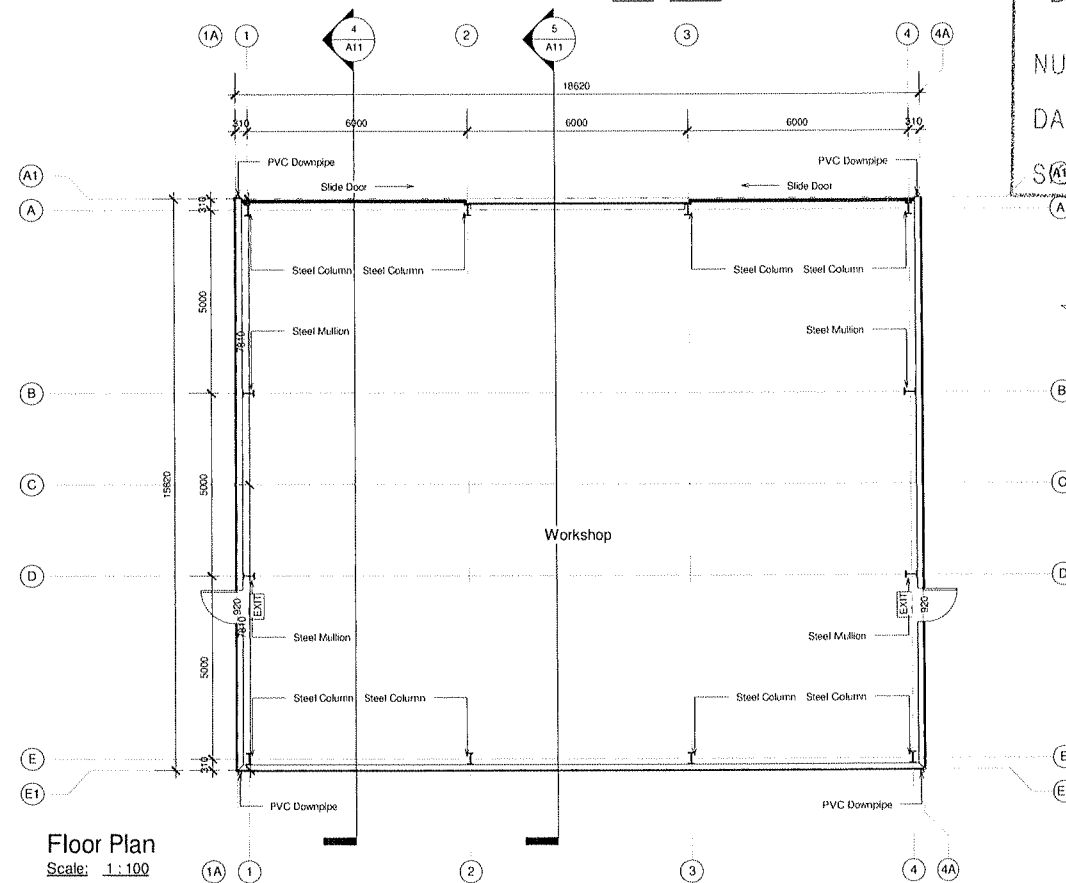 1A 1 4 A11 2 5 A11 3 4 4A
NU
DA
18620
310 6000 6000 6000 310
PVC Downpipe PVC Downpipe
A1 Slide Door Slide Door
A 310 A
Steel Column Steel Column Steel Column Steel Column
5000
Steel Mullion Steel Mullion
7810
B B
C 15620 5000 C
Workshop
D D
920 EXIT EXIT 920
7810
Steel Mullion Steel Mullion
5000
Steel Column Steel Column Steel Column Steel Column
E 310 E
E1 E
PVC Downpipe PVC Downpipe
Floor Plan
Scale: 1 : 100
1A 1 2 3 4 4A